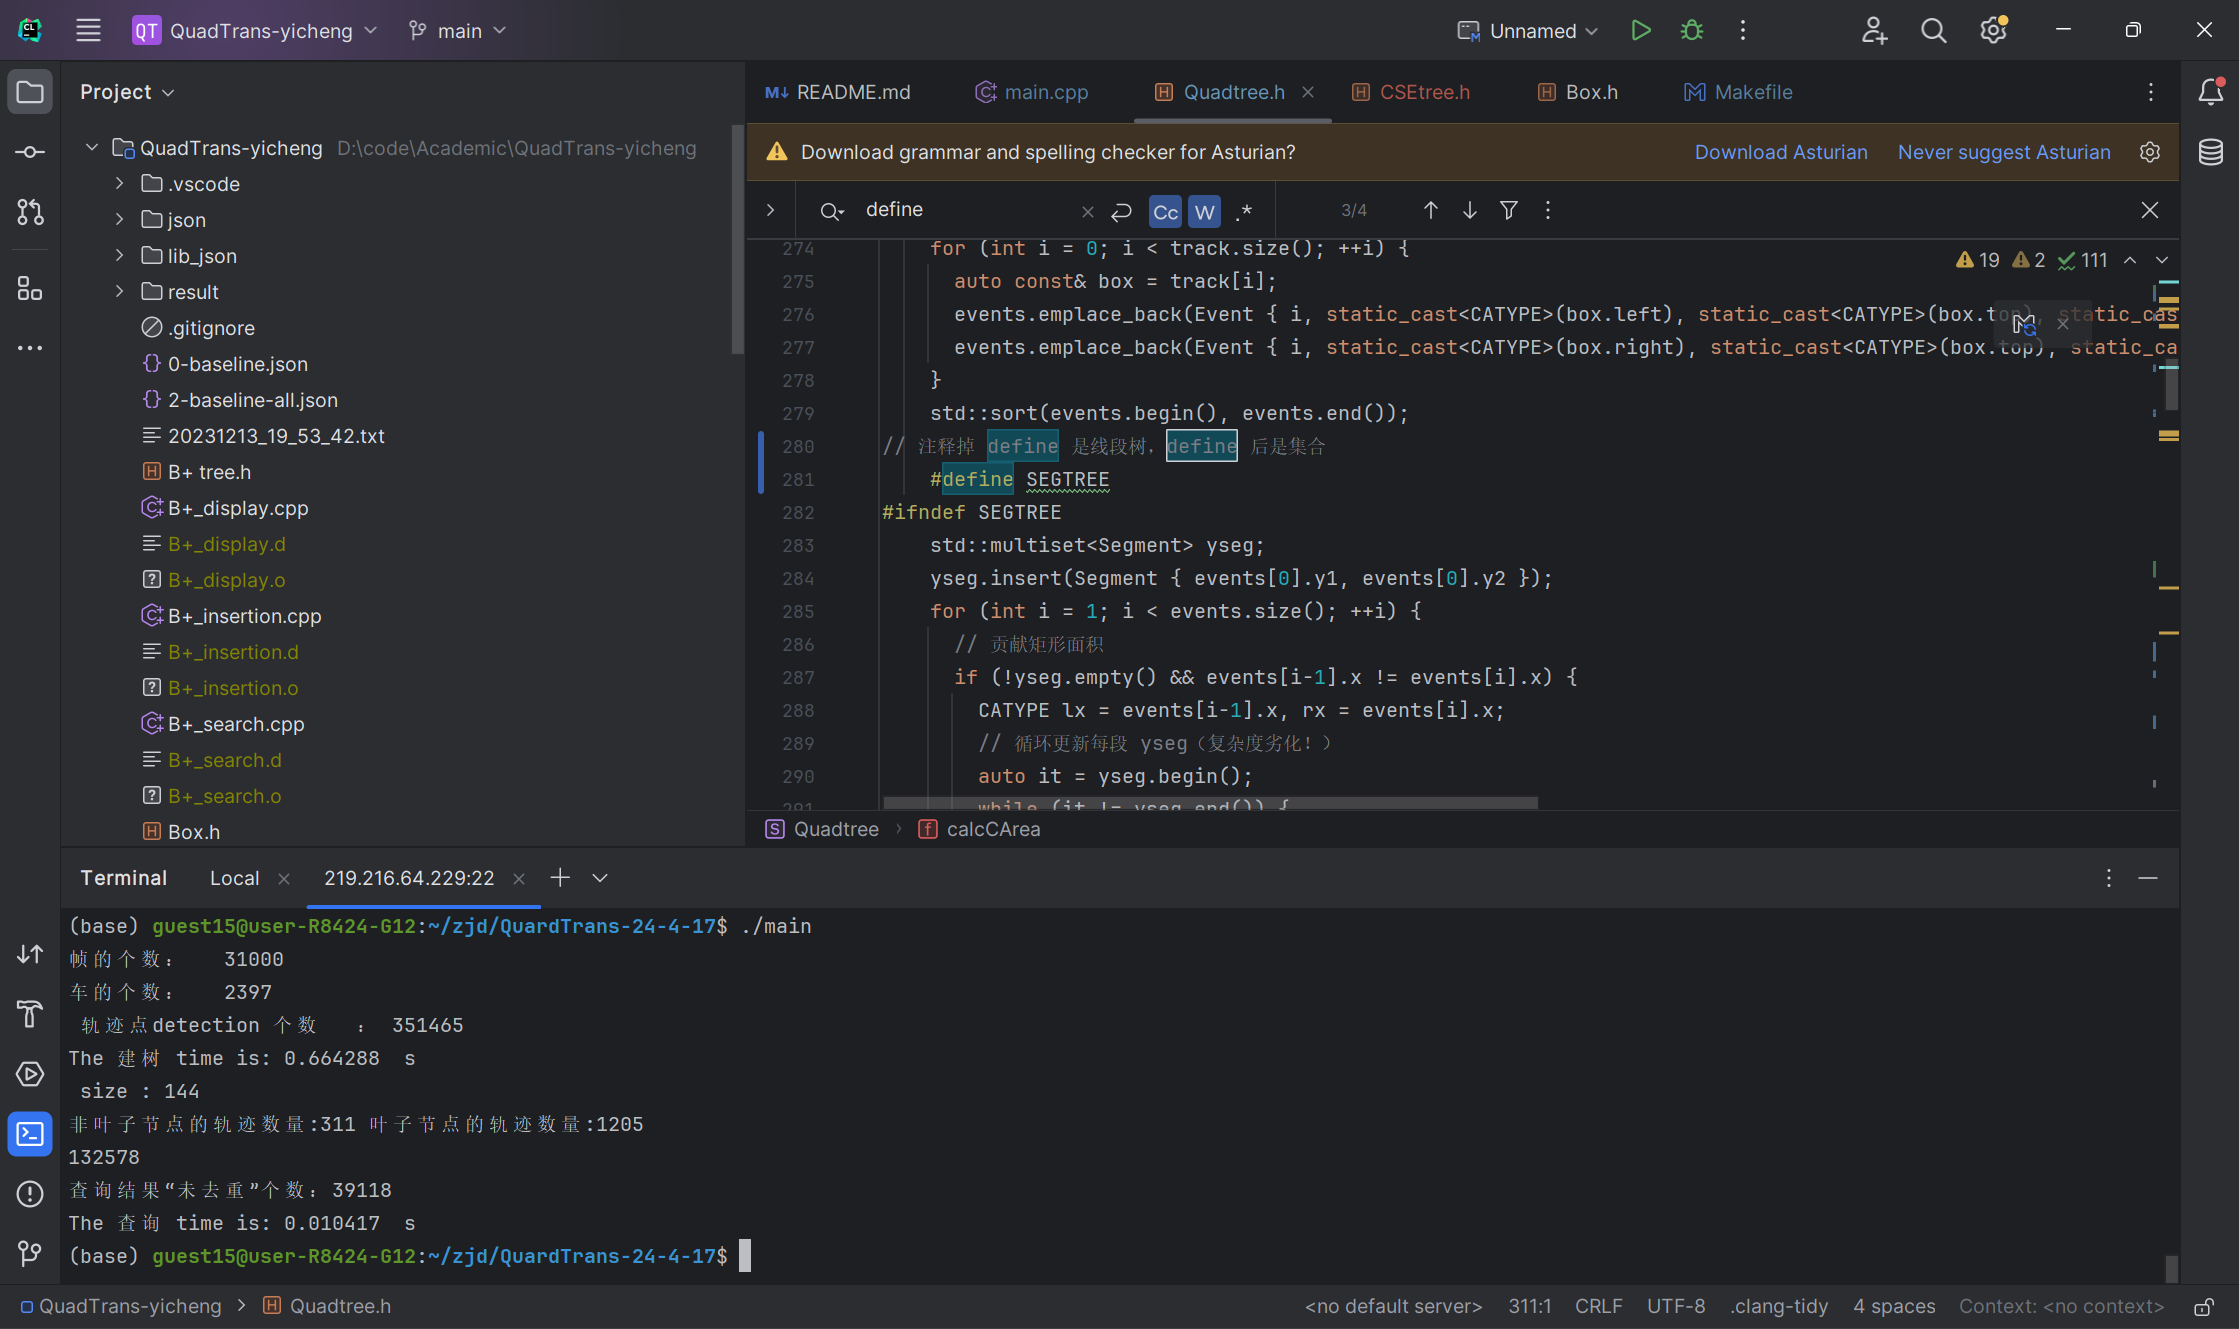 QT QuadTrans-yicheng main Unnamed
Project
QuadTrans-yicheng D:\code\Academic\QuadTrans-yicheng
.vscode
json
lib_json
result
.gitignore
0-baseline.json
2-baseline-all.json
20231213_19_53_42.txt
B+ tree.h
B+_display.cpp
B+_display.d
B+_display.o
B+_insertion.cpp
B+_insertion.d
B+_insertion.o
B+_search.cpp
B+_search.d
B+_search.o
Box.h
README.md main.cpp Quadtree.h CSEtree.h Box.h Makefile
Download grammar and spelling checker for Asturian? Download Asturian Never suggest Asturian
define Cc W .* 3/4
19 2 111
274 for (int i = 0; i < track.size(); ++i) {
275 auto const& box = track[i];
276 events.emplace_back(Event { i, static_cast<CATYPE>(box.left), static_cast<CATYPE>(box.top), static_cas
277 events.emplace_back(Event { i, static_cast<CATYPE>(box.right), static_cast<CATYPE>(box.top), static_ca
278 }
279 std::sort(events.begin(), events.end());
280 // 注释掉 define 是线段树，define 后是集合
281 #define SEGTREE
282 #ifndef SEGTREE
283 std::multiset<Segment> yseg;
284 yseg.insert(Segment { events[0].y1, events[0].y2 });
285 for (int i = 1; i < events.size(); ++i) {
286 // 贡献矩形面积
287 if (!yseg.empty() && events[i-1].x != events[i].x) {
288 CATYPE lx = events[i-1].x, rx = events[i].x;
289 // 循环更新每段 yseg（复杂度劣化！）
290 auto it = yseg.begin();
291 while (it != yseg.end()) {
Quadtree calcCArea
Terminal Local 219.216.64.229:22
(base) guest15@user-R8424-G12:~/zjd/QuardTrans-24-4-17$ ./main
帧的个数： 31000
车的个数： 2397
轨迹点detection 个数 ： 351465
The 建树 time is: 0.664288 s
size : 144
非叶子节点的轨迹数量:311 叶子节点的轨迹数量:1205
132578
查询结果“未去重”个数：39118
The 查询 time is: 0.010417 s
(base) guest15@user-R8424-G12:~/zjd/QuardTrans-24-4-17$
QuadTrans-yicheng Quadtree.h <no default server> 311:1 CRLF UTF-8 .clang-tidy 4 spaces Context: <no context>